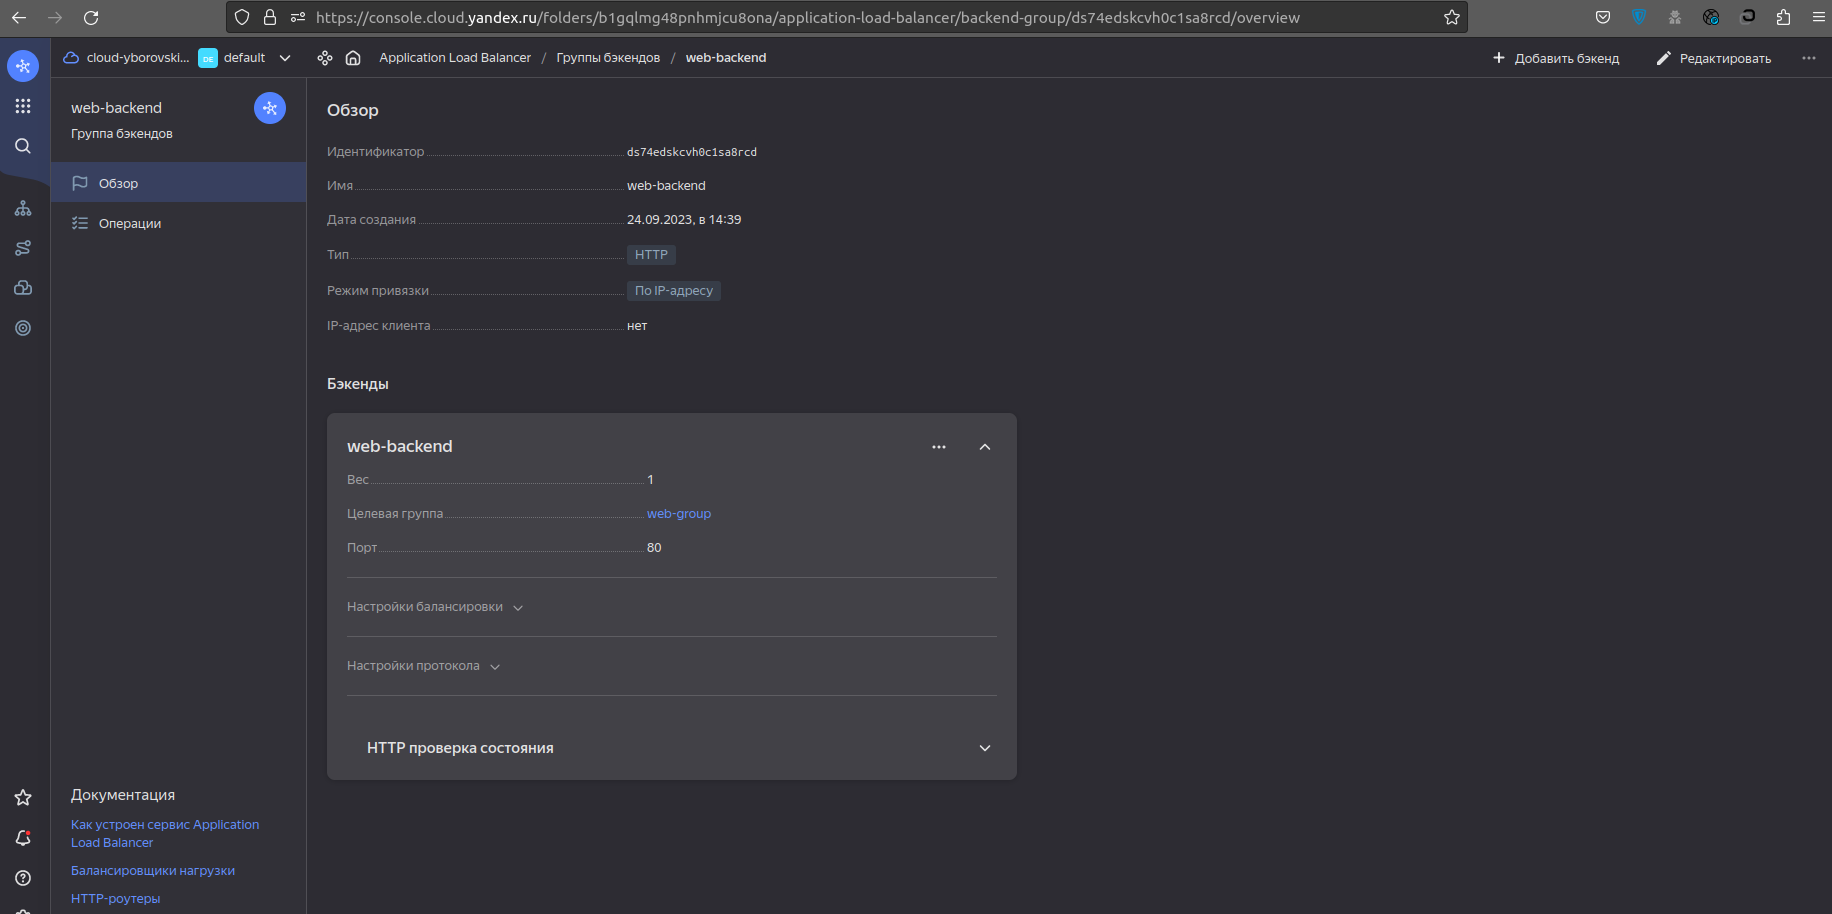 https://console.cloud.yandex.ru/folders/b1gqlmg48pnhmjcu8ona/application-load-balancer/backend-group/ds74edskcvh0c1sa8rcd/overview
cloud-yborovski... DE default Application Load Balancer / Группы бэкендов / web-backend Добавить бэкенд Редактировать
web-backend
Группа бэкендов
Обзор
Операции
Документация
Как устроен сервис Application
Load Balancer
Балансировщики нагрузки
HTTP-роутеры
Обзор
Идентификатор ds74edskcvh0c1sa8rcd
Имя web-backend
Дата создания 24.09.2023, в 14:39
Тип HTTP
Режим привязки По IP-адресу
IP-адрес клиента нет
Бэкенды
web-backend
Вес 1
Целевая группа web-group
Порт 80
Настройки балансировки
Настройки протокола
HTTP проверка состояния